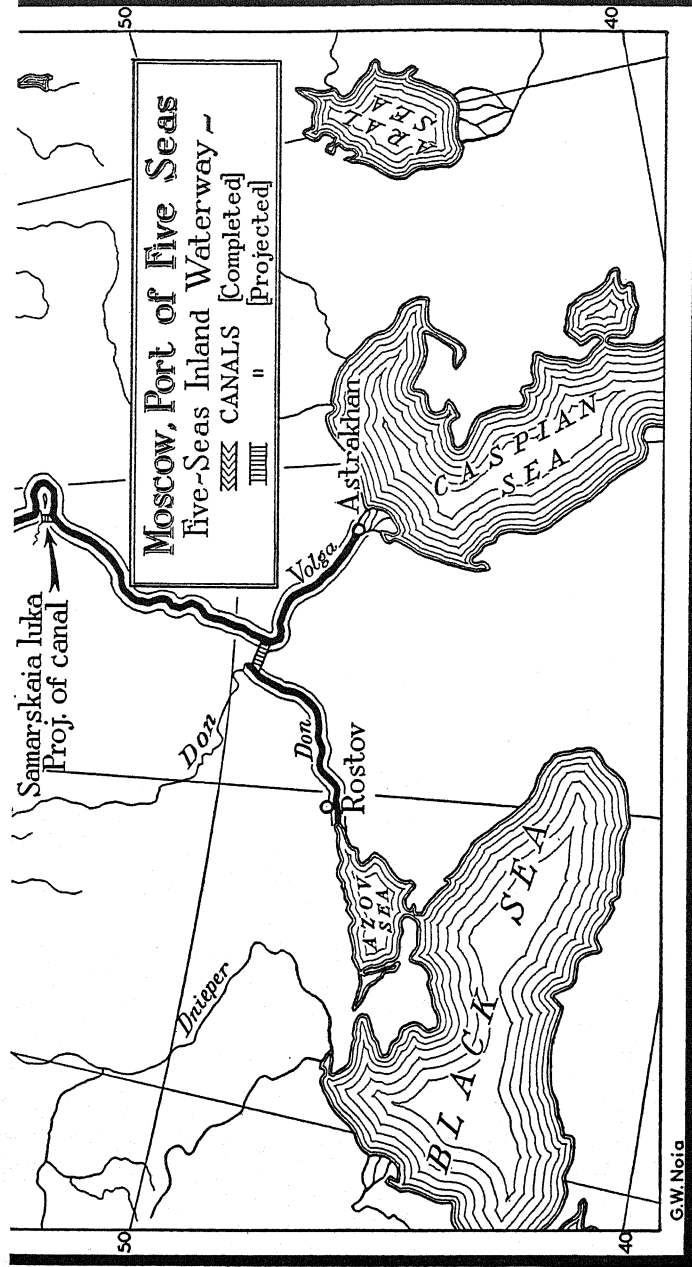 50
40
Moscow, Port of Five Seas
Five-Seas Inland Waterway ~
CANALS [Completed]
" [Projected]
ARAL
SEA
Samarskaia luka
Proj. of canal
Volga
Astrakhan
CASPIAN
SEA
Don
Don
Rostov
AZOV
SEA
Dnieper
BLACK SEA
50
40
G.W. Noia